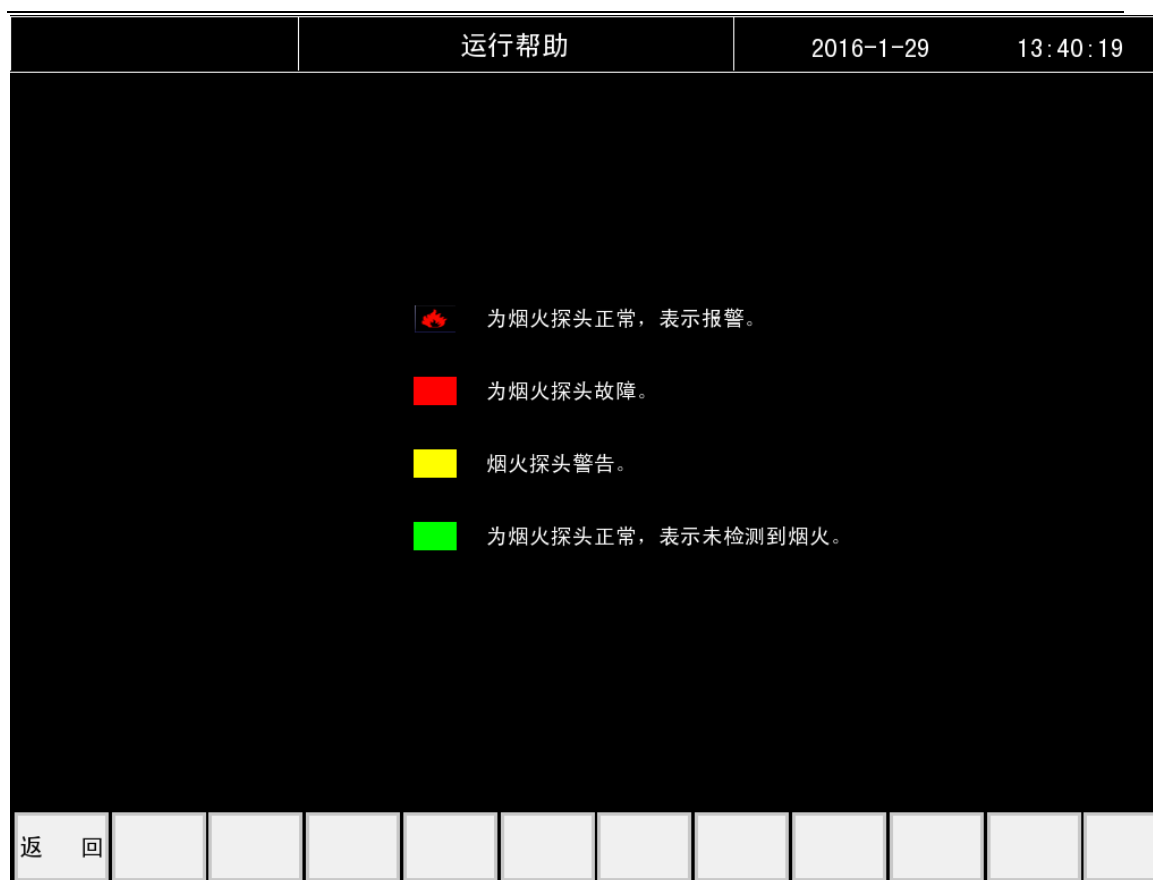 运行帮助 2016-1-29 13:40:19
为烟火探头正常，表示报警。
为烟火探头故障。
烟火探头警告。
为烟火探头正常，表示未检测到烟火。
返 回